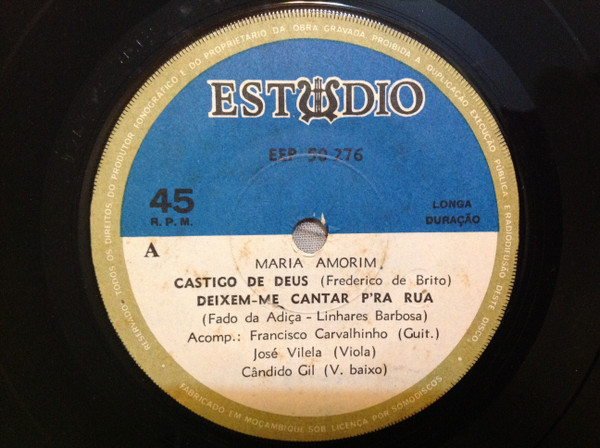 RESERVADO TODOS OS DIREITOS DO PRODUTOR FONOGRÁFICO E DO PROPRIETARIO DA OBRA GRAVADA. PROIBIDA A DUPLICAÇÃO EXECUÇÃO PÚBLICA E RADIODIFUSÃO DESTE DISCO.
ESTUDIO
EEP 50 276
45
R.P.M.
LONGA
DURAÇÃO
A
MARIA AMORIM
CASTIGO DE DEUS (Frederico de Brito)
DEIXEM-ME CANTAR P'RA RUA
(Fado da Adiça - Linhares Barbosa)
Acomp.: Francisco Carvalhinho (Guit.)
José Vilela (Viola)
Cândido Gil (V. baixo)
FABRICADO EM MOÇAMBIQUE SOB LICENÇA POR SOMODISCOS